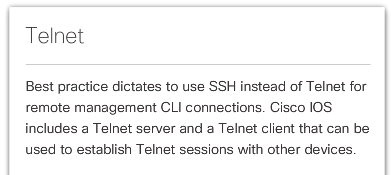 Telnet
Best practice dictates to use SSH instead of Telnet for
remote management CLI connections. Cisco IOS
includes a Telnet server and a Telnet client that can be
used to establish Telnet sessions with other devices.